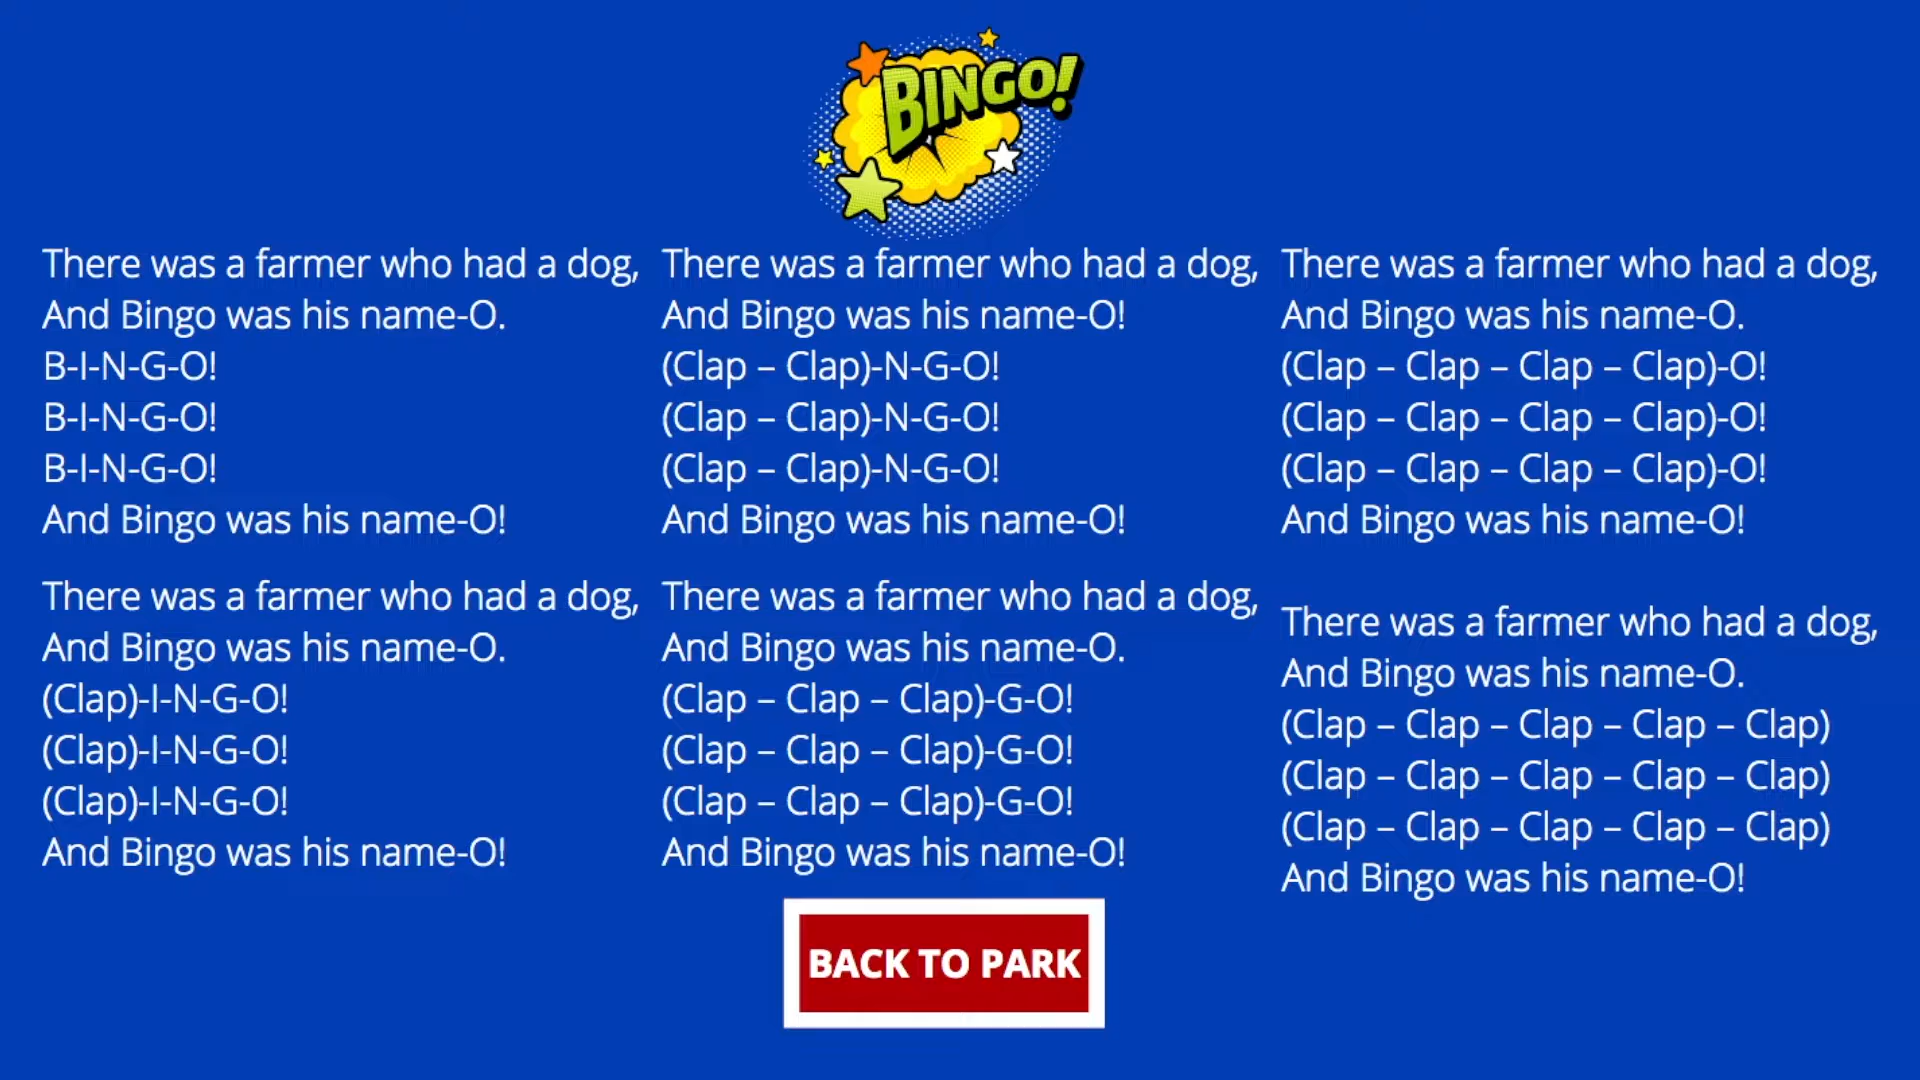 BINGO!
There was a farmer who had a dog,
And Bingo was his name-O.
B-I-N-G-O!
B-I-N-G-O!
B-I-N-G-O!
And Bingo was his name-O!
There was a farmer who had a dog,
And Bingo was his name-O.
(Clap)-I-N-G-O!
(Clap)-I-N-G-O!
(Clap)-I-N-G-O!
And Bingo was his name-O!
There was a farmer who had a dog,
And Bingo was his name-O!
(Clap – Clap)-N-G-O!
(Clap – Clap)-N-G-O!
(Clap – Clap)-N-G-O!
And Bingo was his name-O!
There was a farmer who had a dog,
And Bingo was his name-O.
(Clap – Clap – Clap)-G-O!
(Clap – Clap – Clap)-G-O!
(Clap – Clap – Clap)-G-O!
And Bingo was his name-O!
There was a farmer who had a dog,
And Bingo was his name-O.
(Clap – Clap – Clap – Clap)-O!
(Clap – Clap – Clap – Clap)-O!
(Clap – Clap – Clap – Clap)-O!
And Bingo was his name-O!
There was a farmer who had a dog,
And Bingo was his name-O.
(Clap – Clap – Clap – Clap – Clap)
(Clap – Clap – Clap – Clap – Clap)
(Clap – Clap – Clap – Clap – Clap)
And Bingo was his name-O!
BACK TO PARK